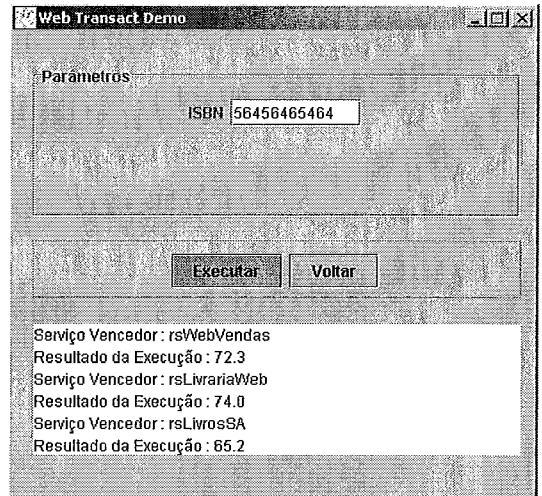 Web Transact Demo
Parâmetros
ISBN 56456465464
Executar Voltar
Serviço Vencedor : rsWebVendas
Resultado da Execução : 72.3
Serviço Vencedor : rsLivrariaWeb
Resultado da Execução : 74.0
Serviço Vencedor : rsLivrosSA
Resultado da Execução : 65.2